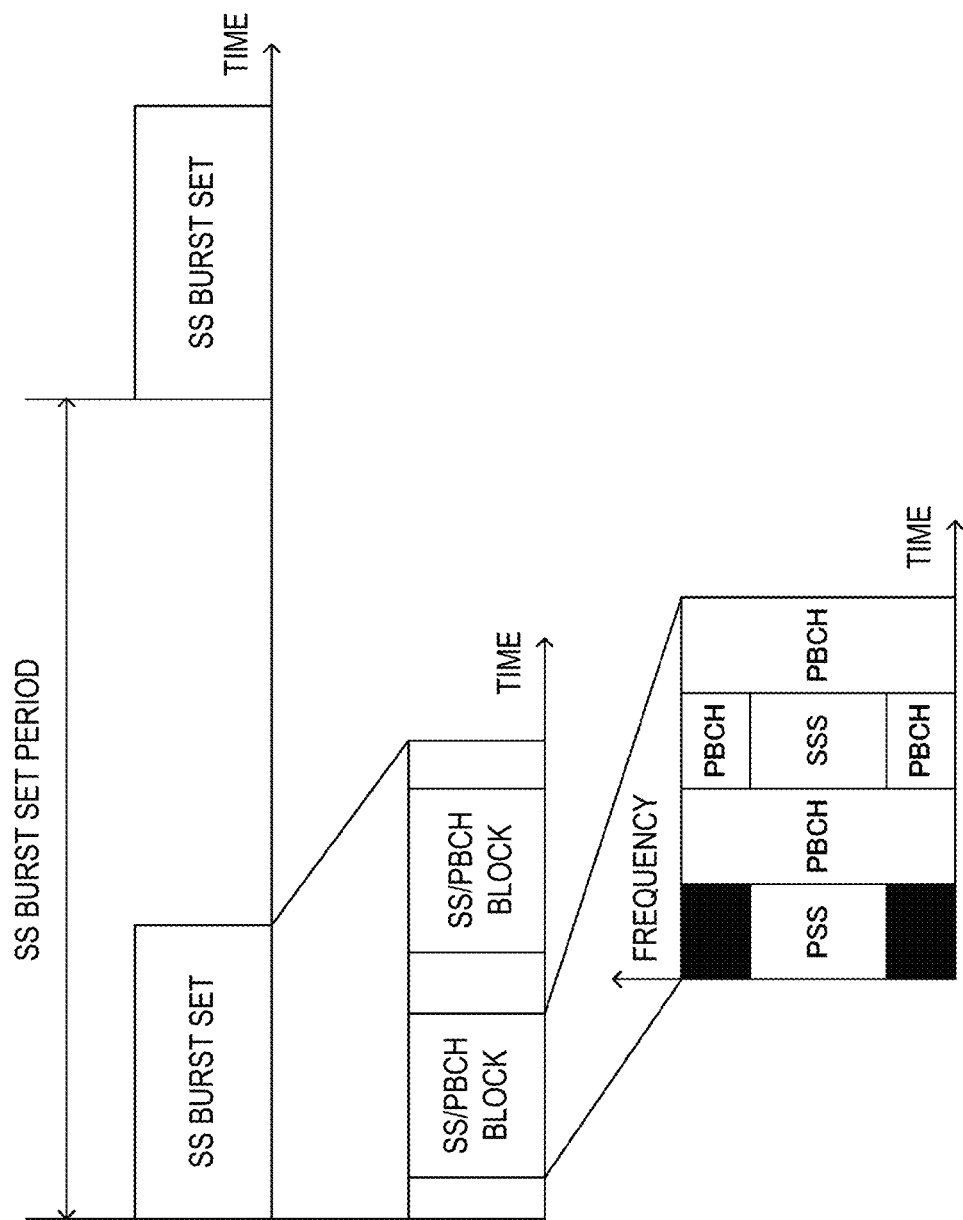 SS BURST SET PERIOD
SS BURST SET
SS BURST SET
TIME
SS/PBCH
BLOCK
SS/PBCH
BLOCK
TIME
FREQUENCY
PSS
PBCH
PBCH
SSS
PBCH
PBCH
TIME